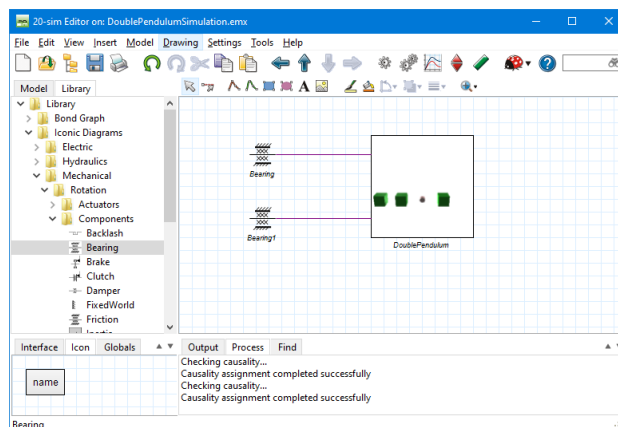 20-sim Editor on: DoublePendulumSimulation.emx
File Edit View Insert Model Drawing Settings Tools Help
Model Library
Library
Bond Graph
Iconic Diagrams
Electric
Hydraulics
Mechanical
Rotation
Actuators
Components
Backlash
Bearing
Brake
Clutch
Damper
FixedWorld
Friction
Bearing
Bearing1
DoublePendulum
Interface Icon Globals
name
Output Process Find
Checking causality...
Causality assignment completed successfully
Checking causality...
Causality assignment completed successfully
Bearing